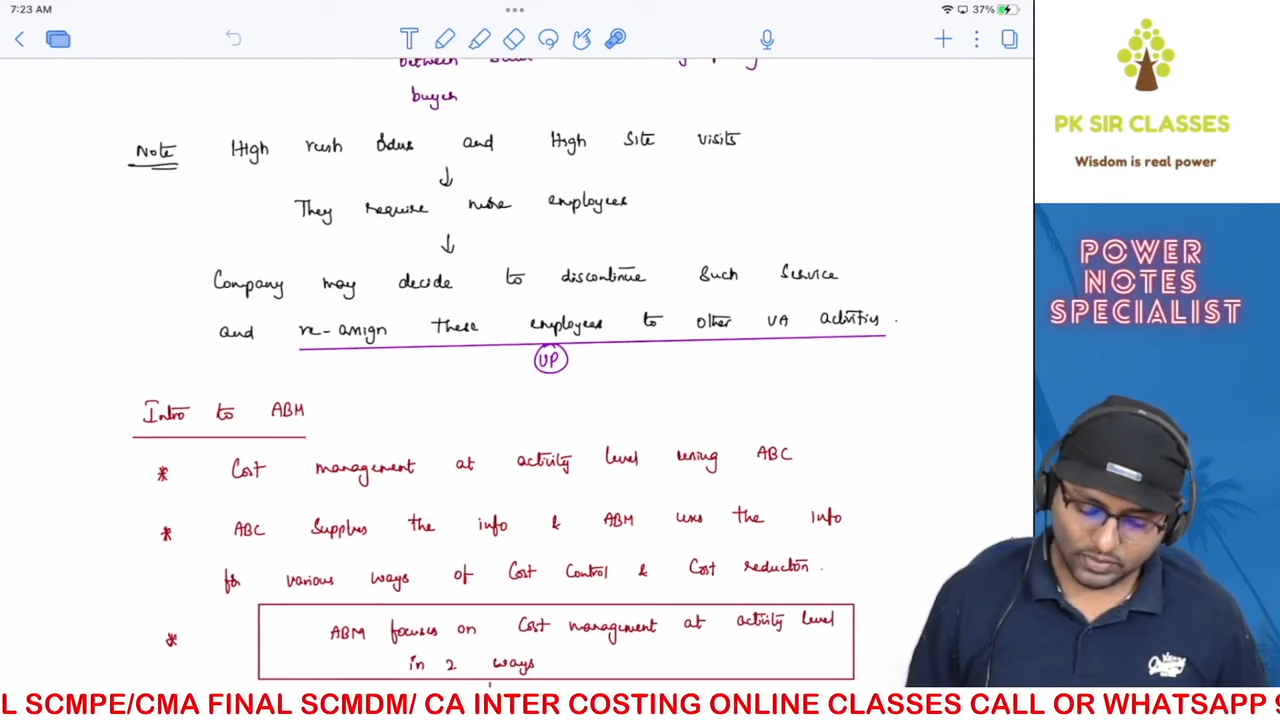 7:23 AM
37%
between
buyer
Note High rush Orders and High Site visits
They require more employees
Company may decide to discontinue Such Service
and re-assign these employees to other VA activities.
UP
Intro to ABM
* Cost management at activity level using ABC
* ABC Supplies the info & ABM uses the info
for various ways of Cost Control & Cost reduction.
* ABM focuses on Cost management at activity level
in 2 ways
PK SIR CLASSES
Wisdom is real power
POWER
NOTES
SPECIALIST
L SCMPE/CMA FINAL SCMDM/ CA INTER COSTING ONLINE CLASSES CALL OR WHATSAPP